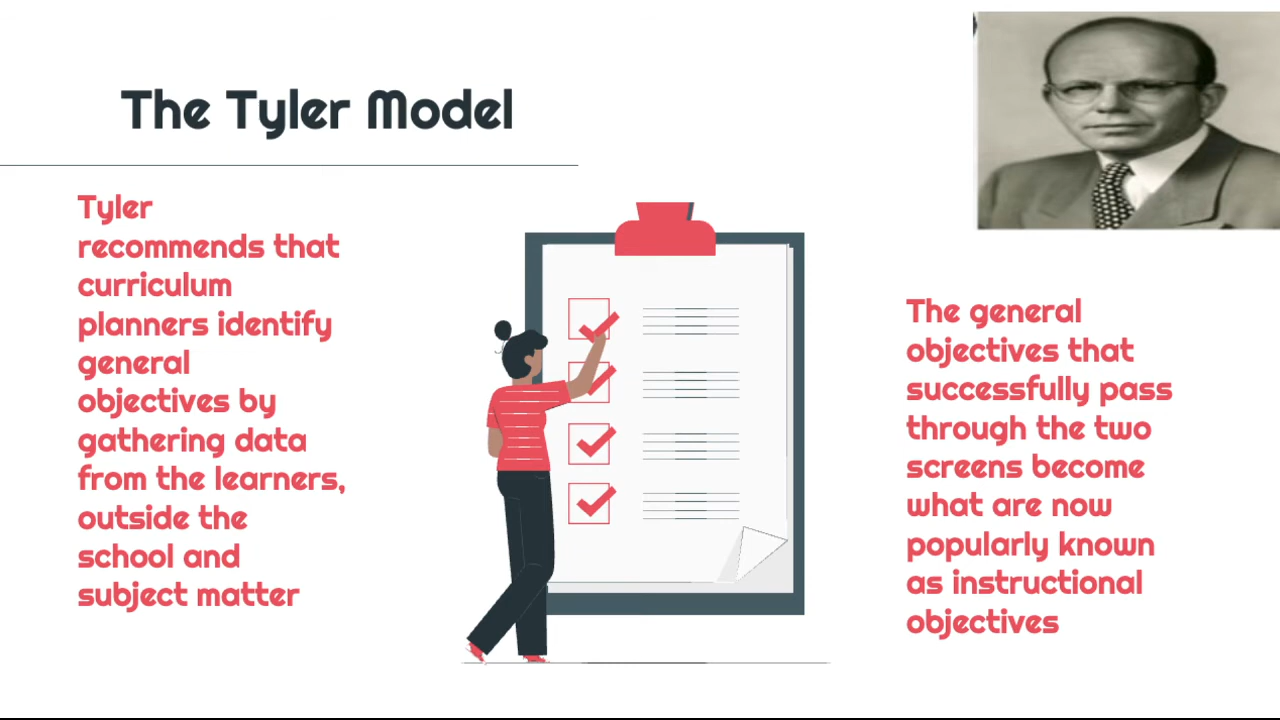 The Tyler Model
Tyler
recommends that
curriculum
planners identify
general
objectives by
gathering data
from the learners,
outside the
school and
subject matter
The general
objectives that
successfully pass
through the two
screens become
what are now
popularly known
as instructional
objectives